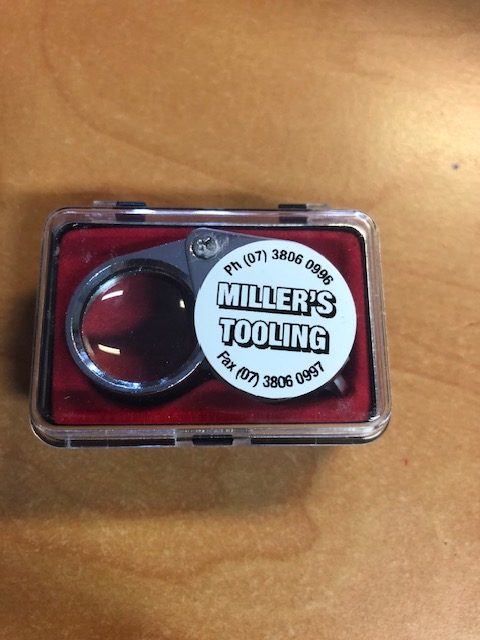 Ph (07) 3806 0996
MILLER'S
TOOLING
Fax (07) 3806 0997